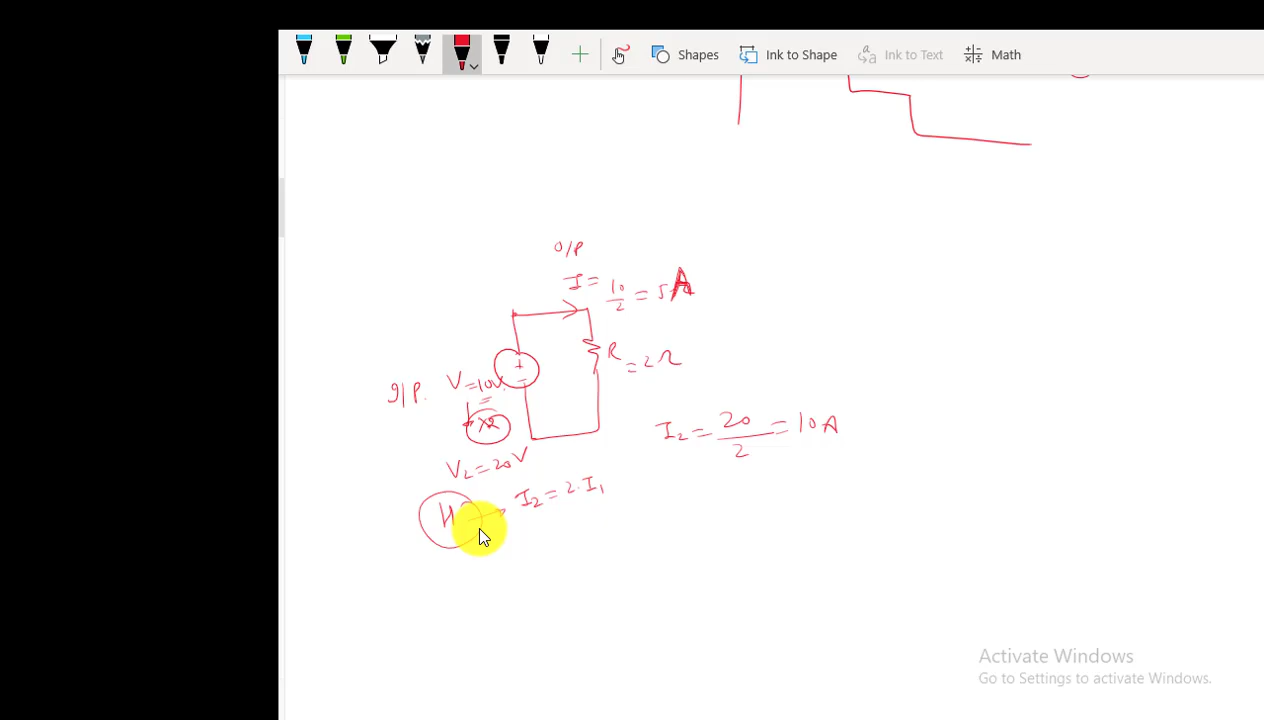 Shapes Ink to Shape Ink to Text Math
O/P
I = 10/2 = 5A
R = 2Ω
I/P. V = 10V.
X2
I2 = 20/2 = 10A
V2 = 20V
H
I2 = 2.I1
Activate Windows
Go to Settings to activate Windows.